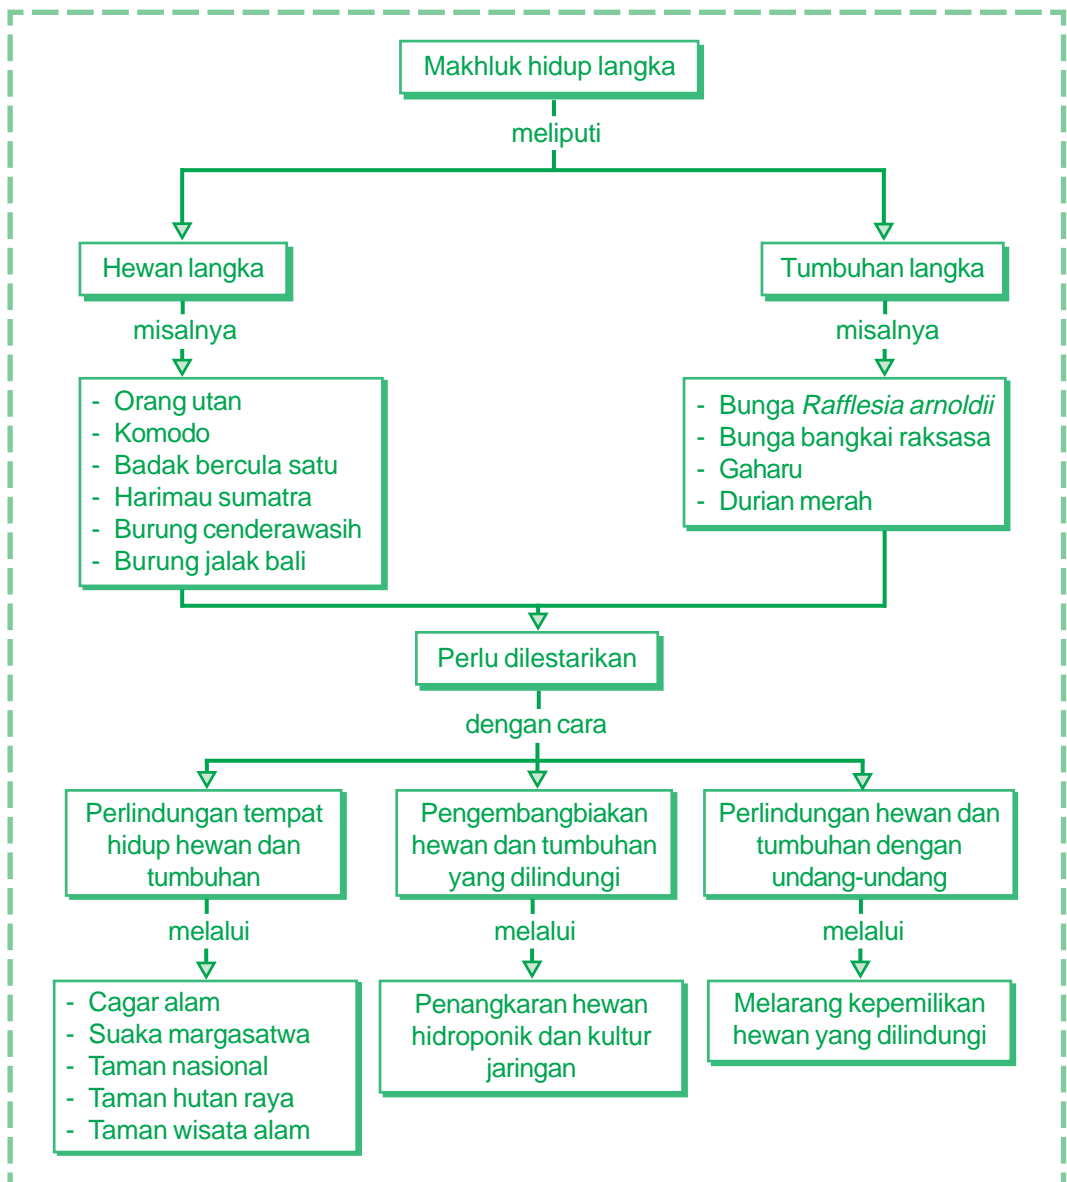 Makhluk hidup langka
meliputi
Hewan langka
Tumbuhan langka
misalnya
misalnya
- Orang utan
- Komodo
- Badak bercula satu
- Harimau sumatra
- Burung cenderawasih
- Burung jalak bali
- Bunga Rafflesia arnoldii
- Bunga bangkai raksasa
- Gaharu
- Durian merah
Perlu dilestarikan
dengan cara
Perlindungan tempat
hidup hewan dan
tumbuhan
Pengembangbiakan
hewan dan tumbuhan
yang dilindungi
Perlindungan hewan dan
tumbuhan dengan
undang-undang
melalui
melalui
melalui
- Cagar alam
- Suaka margasatwa
- Taman nasional
- Taman hutan raya
- Taman wisata alam
Penangkaran hewan
hidroponik dan kultur
jaringan
Melarang kepemilikan
hewan yang dilindungi